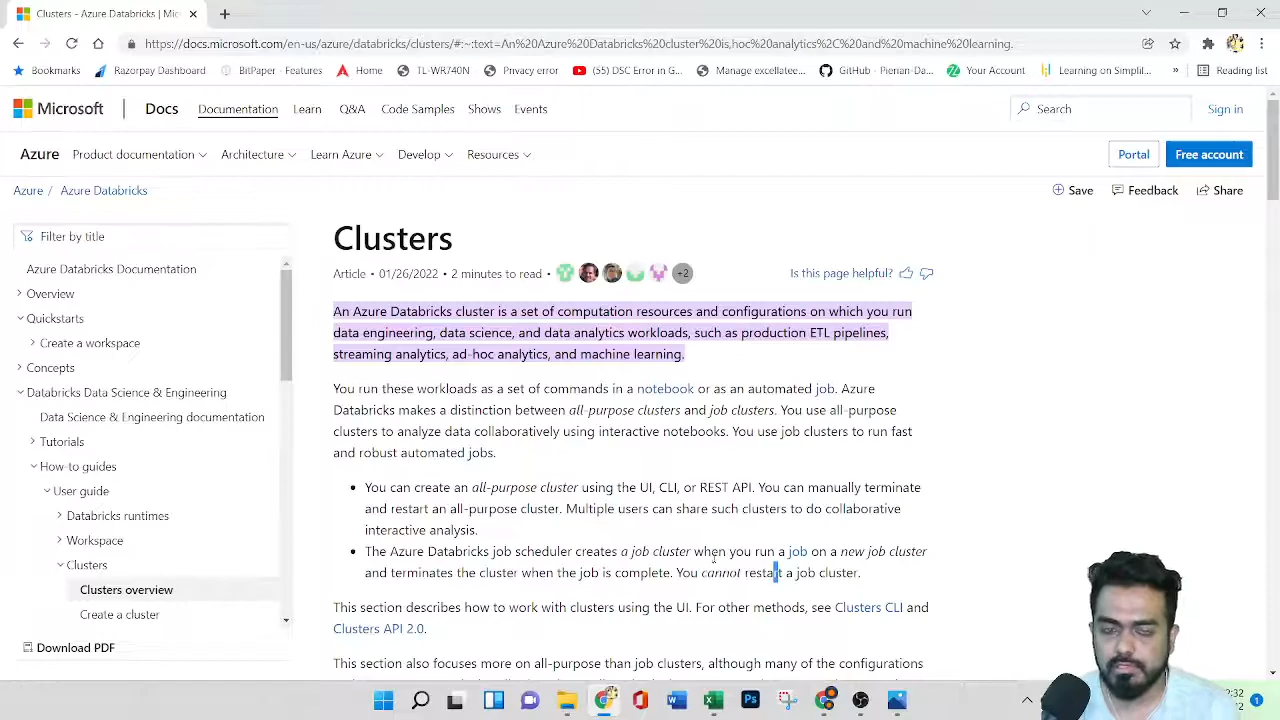 Clusters – Azure Databricks | Mic
https://docs.microsoft.com/en-us/azure/databricks/clusters/#:~:text=An%20Azure%20Databricks%20cluster%20is,hoc%20analytics%2C%20and%20machine%20learning.
Bookmarks Razorpay Dashboard BitPaper - Features Home TL-WR740N Privacy error (55) DSC Error in G... Manage excellatee... GitHub - Pierrian-Da... Your Account Learning on Simplil... » Reading list
Microsoft Docs Documentation Learn Q&A Code Samples Shows Events Search Sign in
Azure Product documentation Architecture Learn Azure Develop Resources Portal Free account
Azure / Azure Databricks Save Feedback Share
Filter by title
Azure Databricks Documentation
Overview
Quickstarts
Create a workspace
Concepts
Databricks Data Science & Engineering
Data Science & Engineering documentation
Tutorials
How-to guides
User guide
Databricks runtimes
Workspace
Clusters
Clusters overview
Create a cluster
Download PDF
Clusters
Article • 01/26/2022 • 2 minutes to read • +2 Is this page helpful?
An Azure Databricks cluster is a set of computation resources and configurations on which you run
data engineering, data science, and data analytics workloads, such as production ETL pipelines,
streaming analytics, ad-hoc analytics, and machine learning.
You run these workloads as a set of commands in a notebook or as an automated job. Azure
Databricks makes a distinction between all-purpose clusters and job clusters. You use all-purpose
clusters to analyze data collaboratively using interactive notebooks. You use job clusters to run fast
and robust automated jobs.
• You can create an all-purpose cluster using the UI, CLI, or REST API. You can manually terminate
and restart an all-purpose cluster. Multiple users can share such clusters to do collaborative
interactive analysis.
• The Azure Databricks job scheduler creates a job cluster when you run a job on a new job cluster
and terminates the cluster when the job is complete. You cannot restart a job cluster.
This section describes how to work with clusters using the UI. For other methods, see Clusters CLI and
Clusters API 2.0.
This section also focuses more on all-purpose than job clusters, although many of the configurations